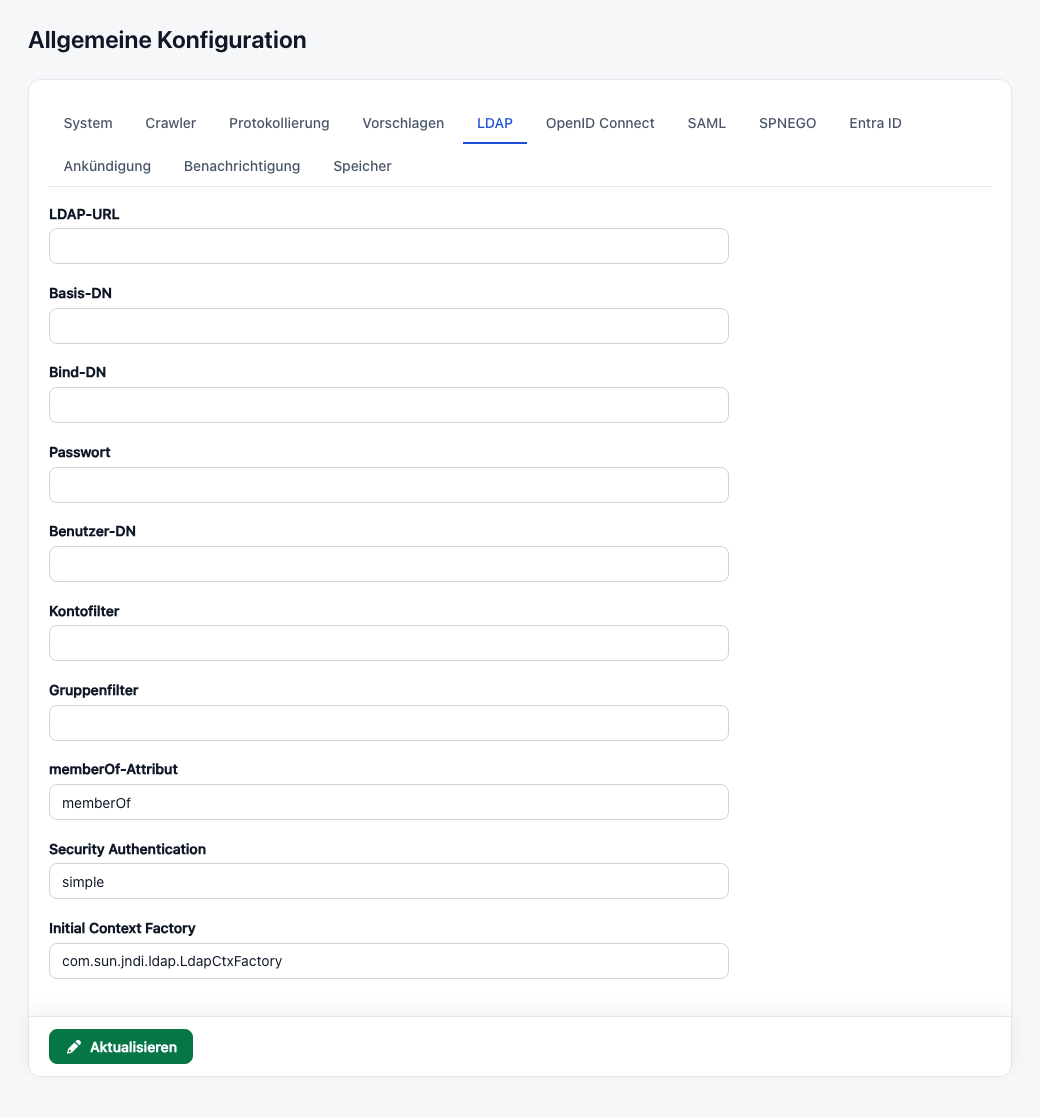 Allgemeine Konfiguration
System Crawler Protokollierung Vorschlagen LDAP OpenID Connect SAML SPNEGO Entra ID
Ankündigung Benachrichtigung Speicher
LDAP-URL
Basis-DN
Bind-DN
Passwort
Benutzer-DN
Kontofilter
Gruppenfilter
memberOf-Attribut
memberOf
Security Authentication
simple
Initial Context Factory
com.sun.jndi.ldap.LdapCtxFactory
Aktualisieren